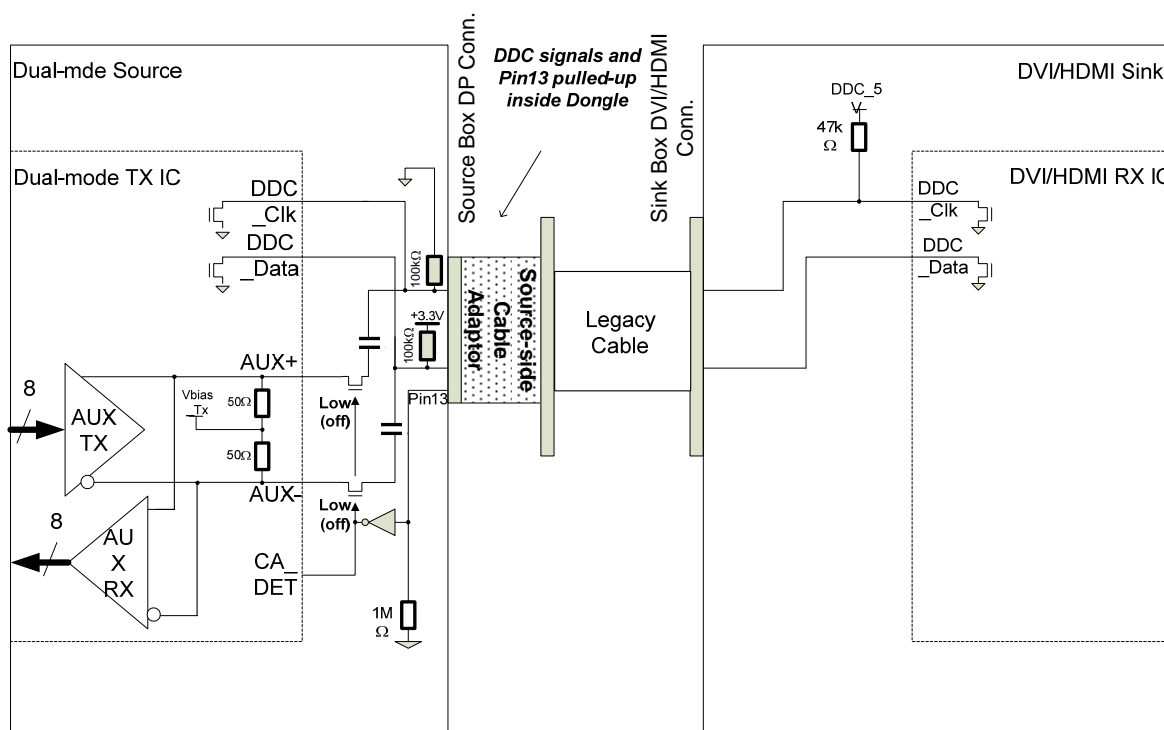 Dual-mde Source
Source Box DP Conn.
DDC signals and
Pin13 pulled-up
inside Dongle
Sink Box DVI/HDMI
Conn.
DVI/HDMI Sink
DDC_5
V
47k
Ω
Dual-mode TX IC
DDC
_Clk
DDC
_Data
100kΩ
+3.3V
100kΩ
Source-side
Cable
Adaptor
Legacy
Cable
DVI/HDMI RX IC
DDC
_Clk
DDC
_Data
8
AUX
TX
AUX+
Vbias
_Tx
50Ω
50Ω
AUX-
Low
(off)
Low
(off)
Pin13
8
AU
X
RX
CA_
DET
1M
Ω